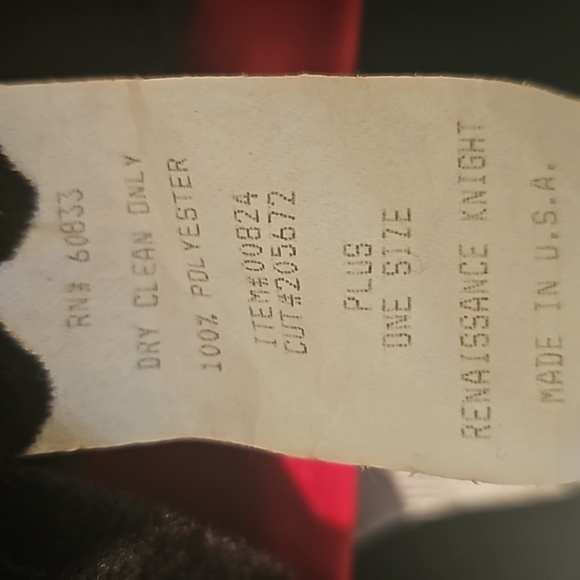 RN# 60833
DRY CLEAN ONLY
100% POLYESTER
ITEM#00824
CUT#205672
PLUS
ONE SIZE
RENAISSANCE KNIGHT
MADE IN U.S.A.